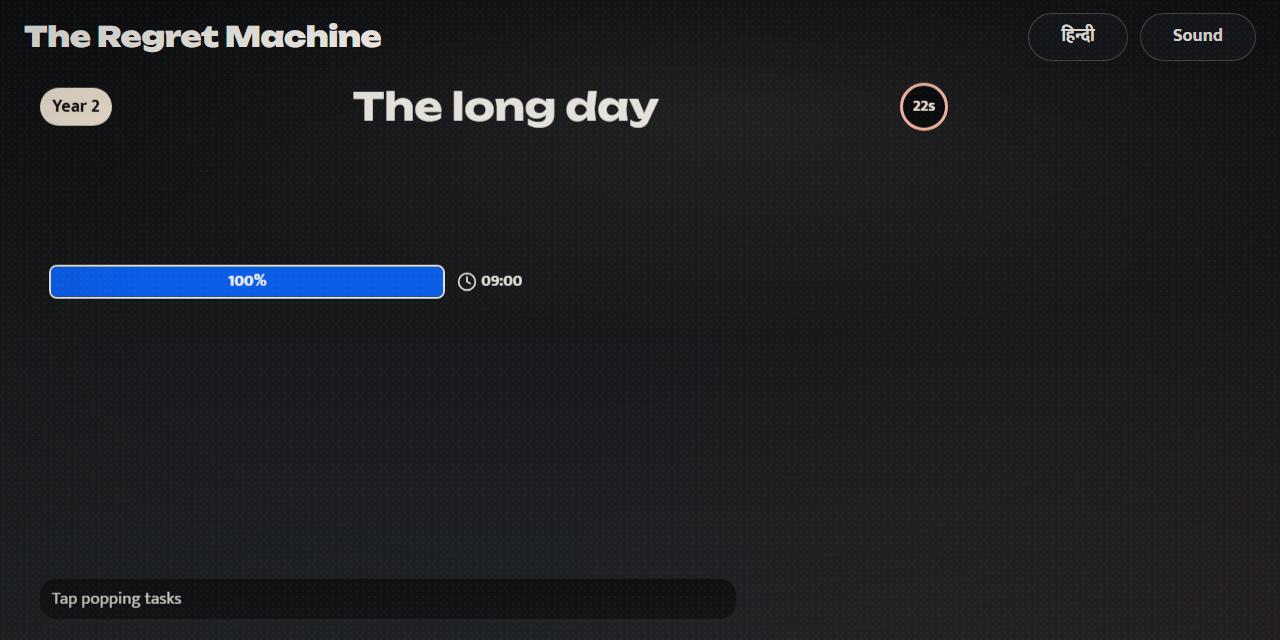 The Regret Machine
हिन्दी
Sound
Year 2
The long day
22s
100%
09:00
Tap popping tasks